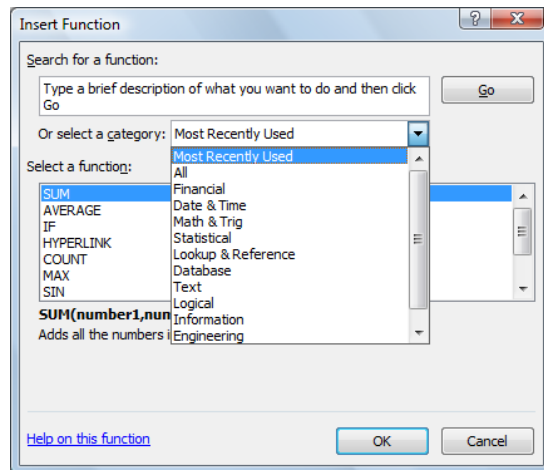 Insert Function
Search for a function:
Type a brief description of what you want to do and then click
Go
Go
Or select a category:
Most Recently Used
Most Recently Used
All
Financial
Date & Time
Math & Trig
Statistical
Lookup & Reference
Database
Text
Logical
Information
Engineering
Select a function:
SUM
AVERAGE
IF
HYPERLINK
COUNT
MAX
SIN
SUM(number1,num
Adds all the numbers i
Help on this function
OK
Cancel